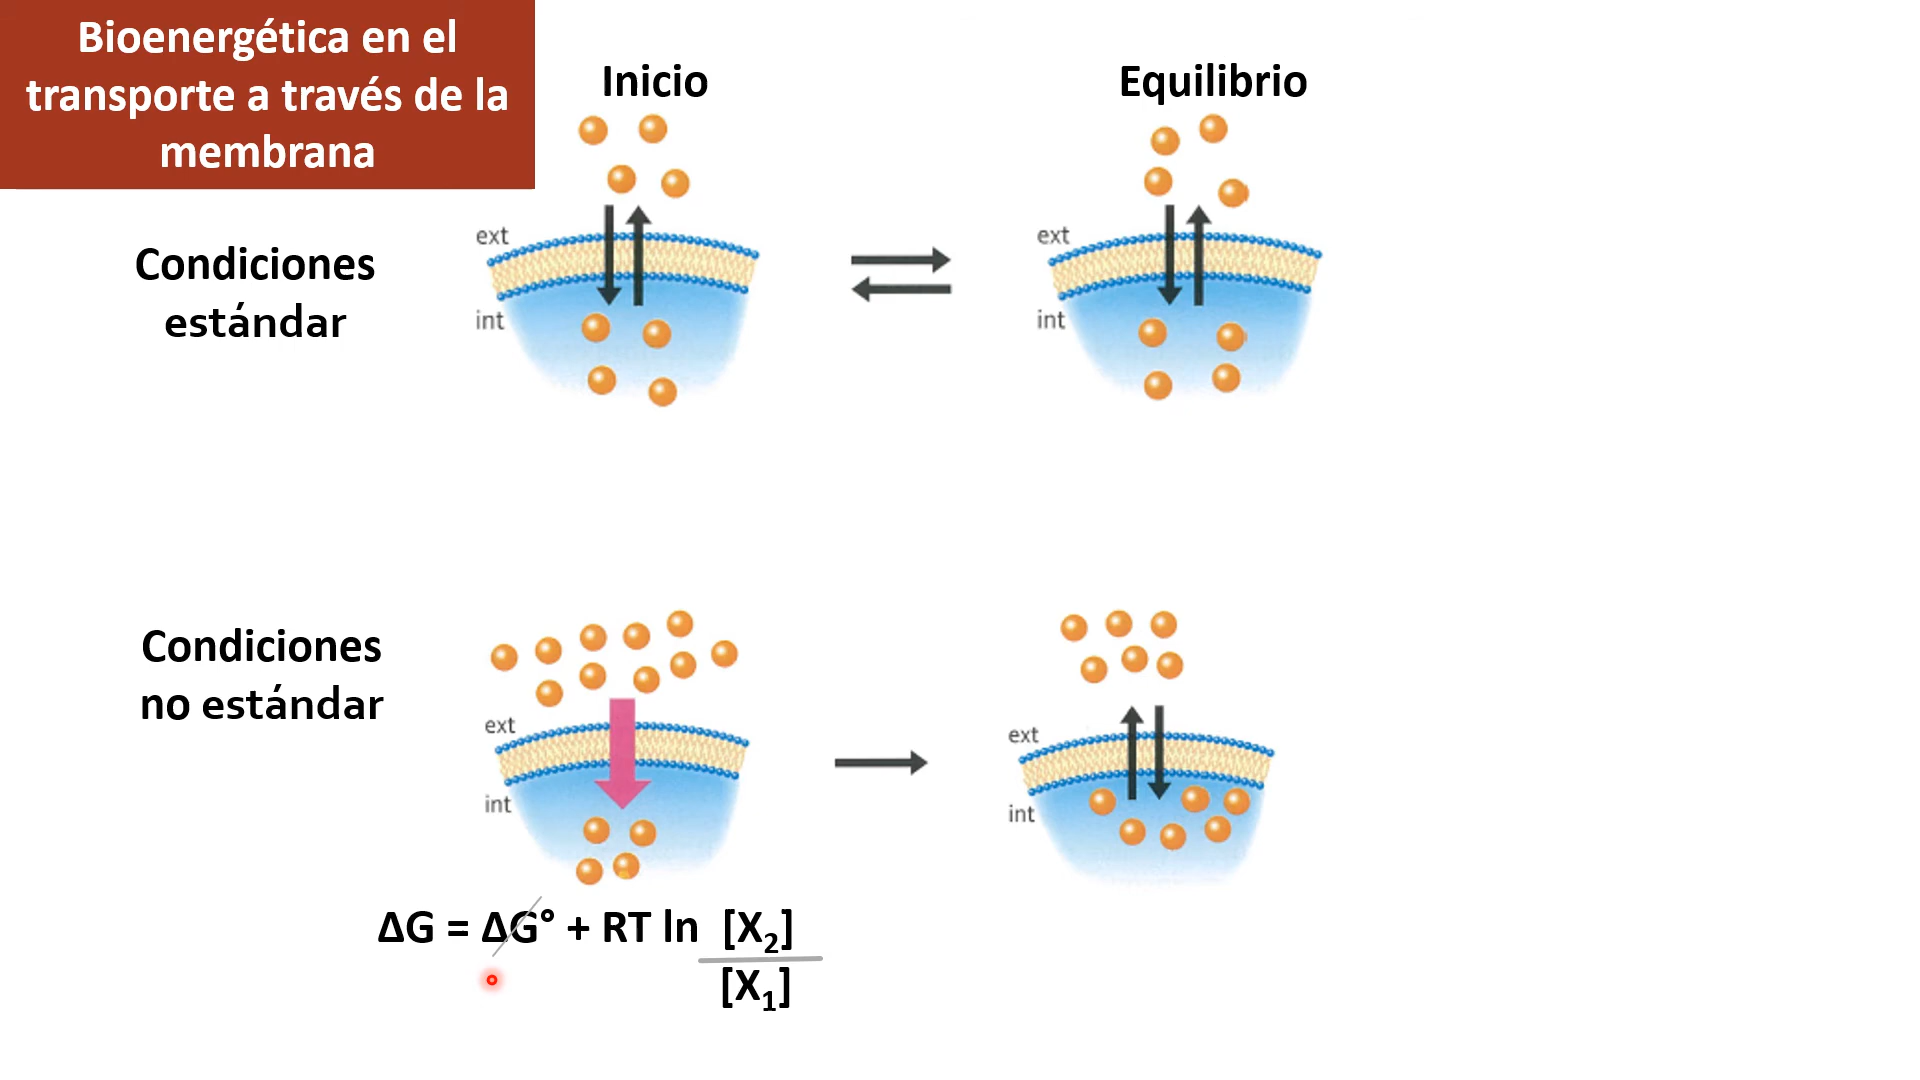 Bioenergética en el
transporte a través de la
membrana
Inicio
Equilibrio
Condiciones
estándar
ext
int
ext
int
Condiciones
no estándar
ext
int
ext
int
ΔG = ΔG° + RT ln [X₂]
[X₁]